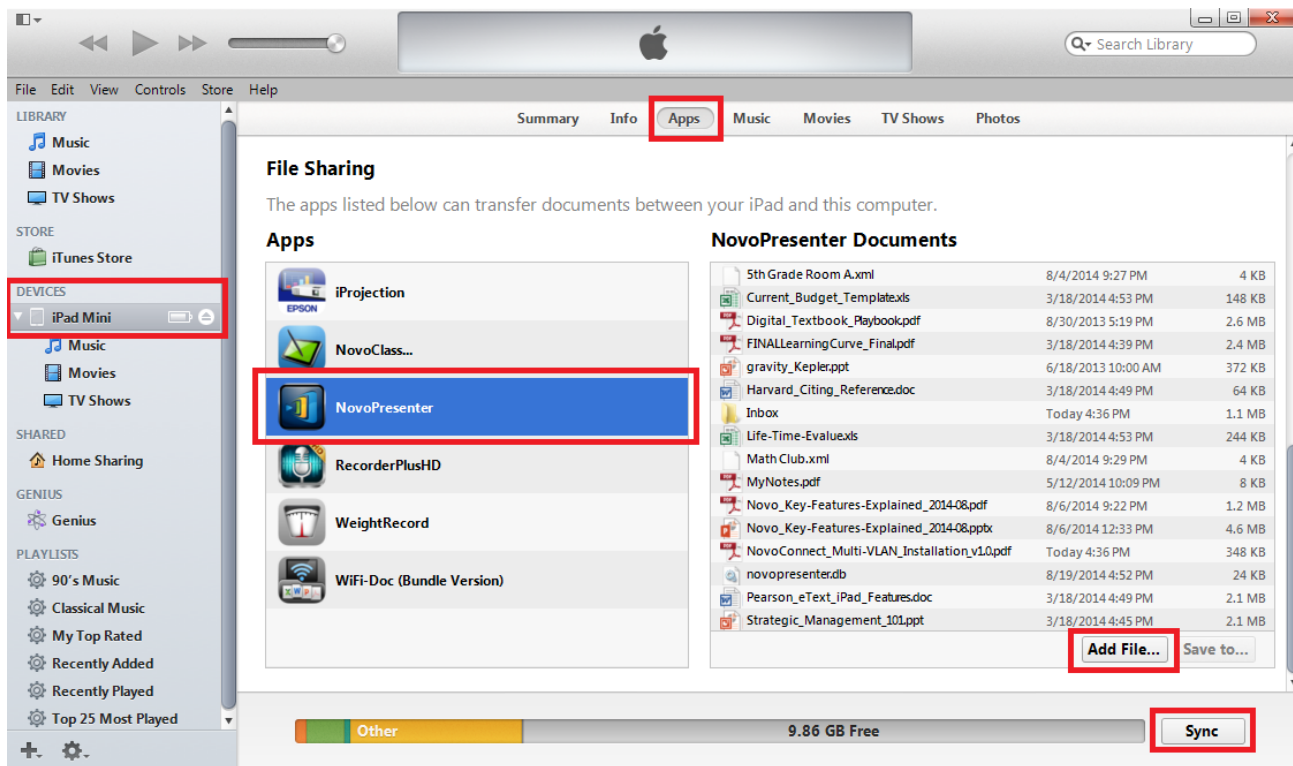 Search Library
File Edit View Controls Store Help
LIBRARY
Music
Movies
TV Shows
STORE
iTunes Store
DEVICES
iPad Mini
Music
Movies
TV Shows
SHARED
Home Sharing
GENIUS
Genius
PLAYLISTS
90's Music
Classical Music
My Top Rated
Recently Added
Recently Played
Top 25 Most Played
Summary Info Apps Music Movies TV Shows Photos
File Sharing
The apps listed below can transfer documents between your iPad and this computer.
Apps
EPSON
iProjection
NovoClass...
NovoPresenter
RecorderPlusHD
WeightRecord
WiFi-Doc (Bundle Version)
NovoPresenter Documents
5th Grade Room A.xml 8/4/2014 9:27 PM 4 KB
Current_Budget_Template.xls 3/18/2014 4:53 PM 148 KB
Digital_Textbook_Playbook.pdf 8/30/2013 5:19 PM 2.6 MB
FINALLearningCurve_Final.pdf 3/18/2014 4:39 PM 2.4 MB
gravity_Kepler.ppt 6/18/2013 10:00 AM 372 KB
Harvard_Citing_Reference.doc 3/18/2014 4:49 PM 64 KB
Inbox Today 4:36 PM 1.1 MB
Life-Time-Evalue.xls 3/18/2014 4:53 PM 244 KB
Math Club.xml 8/4/2014 9:29 PM 4 KB
MyNotes.pdf 5/12/2014 10:09 PM 8 KB
Novo_Key-Features-Explained_2014-08.pdf 8/6/2014 9:22 PM 1.2 MB
Novo_Key-Features-Explained_2014-08.pptx 8/6/2014 12:33 PM 4.6 MB
NovoConnect_Multi-VLAN_Installation_v1.0.pdf Today 4:36 PM 348 KB
novopresenter.db 8/19/2014 4:52 PM 24 KB
Pearson_eText_iPad_Features.doc 3/18/2014 4:49 PM 2.1 MB
Strategic_Management_101.ppt 3/18/2014 4:45 PM 2.1 MB
Add File... Save to...
Other 9.86 GB Free Sync